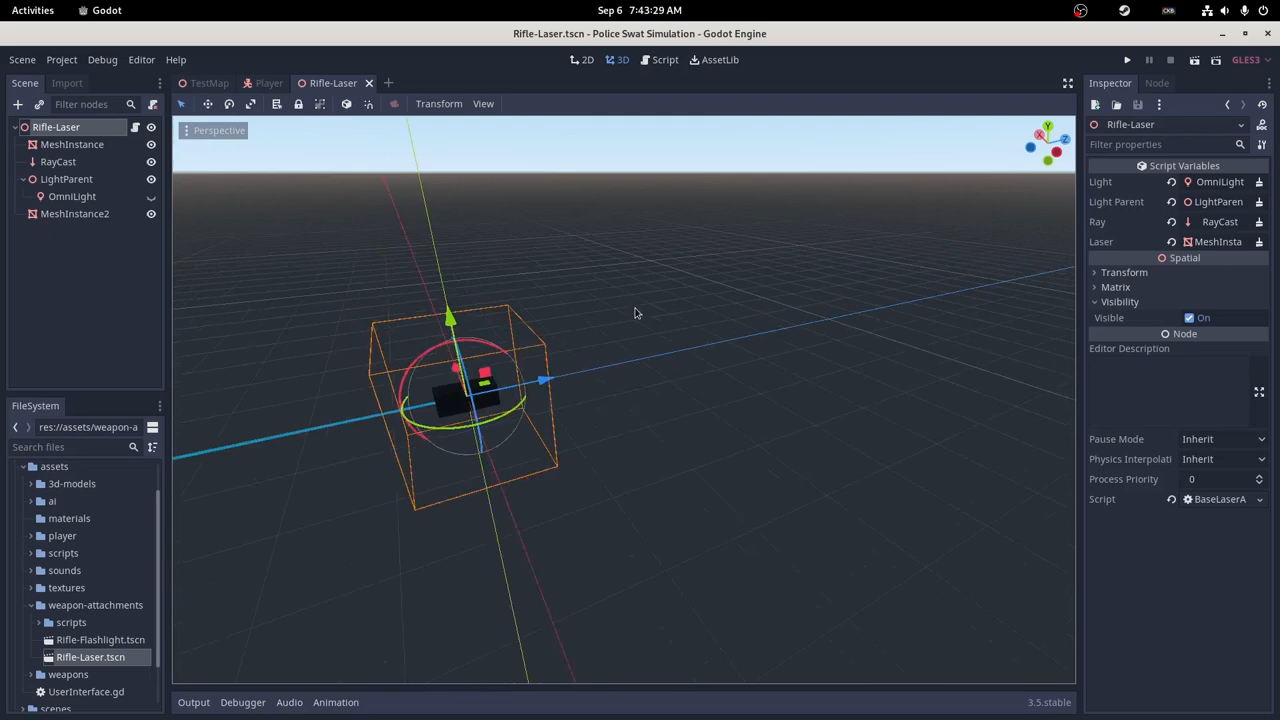 Activities
Godot
Sep 6 7:43:29 AM
CKB
Rifle-Laser.tscn - Police Swat Simulation - Godot Engine
Scene Project Debug Editor Help
2D 3D Script AssetLib
GLES3
Scene Import
TestMap Player Rifle-Laser
Inspector Node
Filter nodes
Transform View
Rifle-Laser
Rifle-Laser
MeshInstance
RayCast
LightParent
OmniLight
MeshInstance2
Perspective
Y
X
Z
Filter properties
Script Variables
Light OmniLight
Light Parent LightParen
Ray RayCast
Laser MeshInsta
Spatial
Transform
Matrix
Visibility
Visible On
Node
Editor Description
Pause Mode Inherit
Physics Interpolati Inherit
Process Priority 0
Script BaseLaserA
FileSystem
res://assets/weapon-a
Search files
assets
3d-models
ai
materials
player
scripts
sounds
textures
weapon-attachments
scripts
Rifle-Flashlight.tscn
Rifle-Laser.tscn
weapons
UserInterface.gd
scenes
Output Debugger Audio Animation
3.5.stable